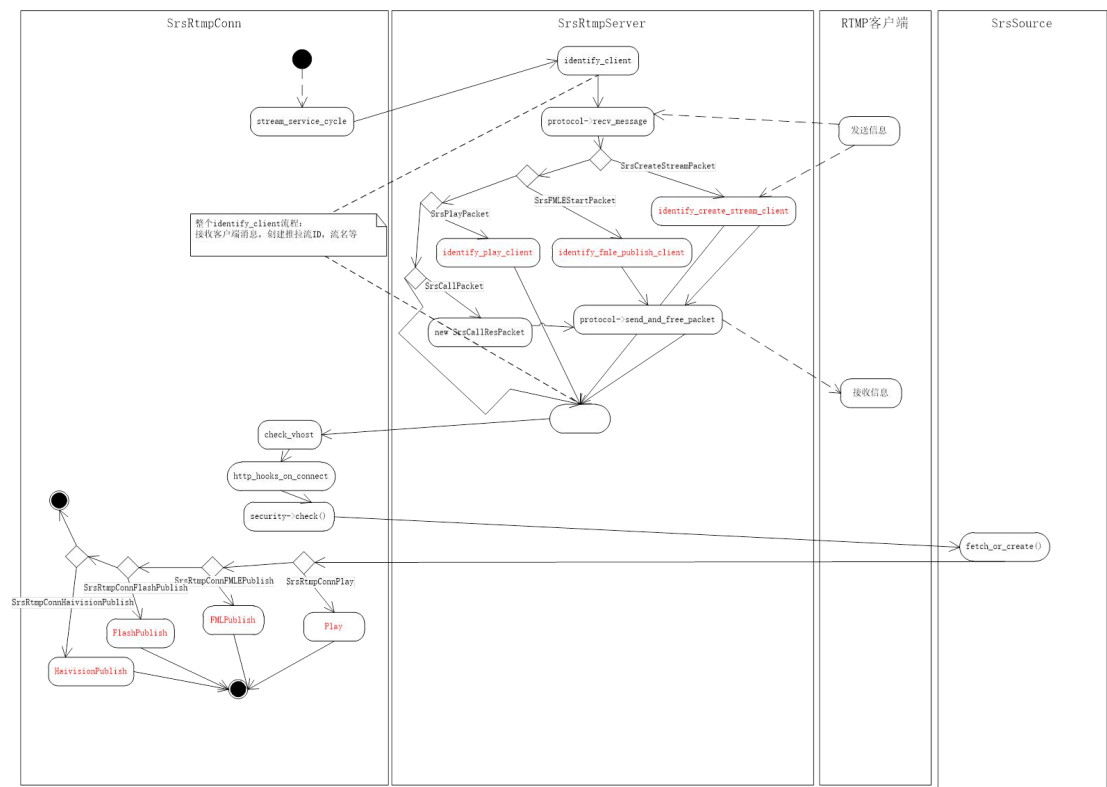 SrsRtmpConn
SrsRtmpServer
RTMP客户端
SrsSource
identify_client
stream_service_cycle
protocol->recv_message
发送信息
SrsCreateStreamPacket
SrsFMLEStartPacket
SrsPlayPacket
identify_create_stream_client
整个identify_client流程:
接收客户端消息，创建推拉流ID，流名等
identify_play_client
identify_fmle_publish_client
SrsCallPacket
new SrsCallResPacket
protocol->send_and_free_packet
接收信息
check_vhost
http_hooks_on_connect
security->check()
fetch_or_create()
SrsRtmpConnPlay
SrsRtmpConnFMLEPublish
SrsRtmpConnFlashPublish
SrsRtmpConnHaivisionPublish
FMLPublish
Play
FlashPublish
HaivisionPublish